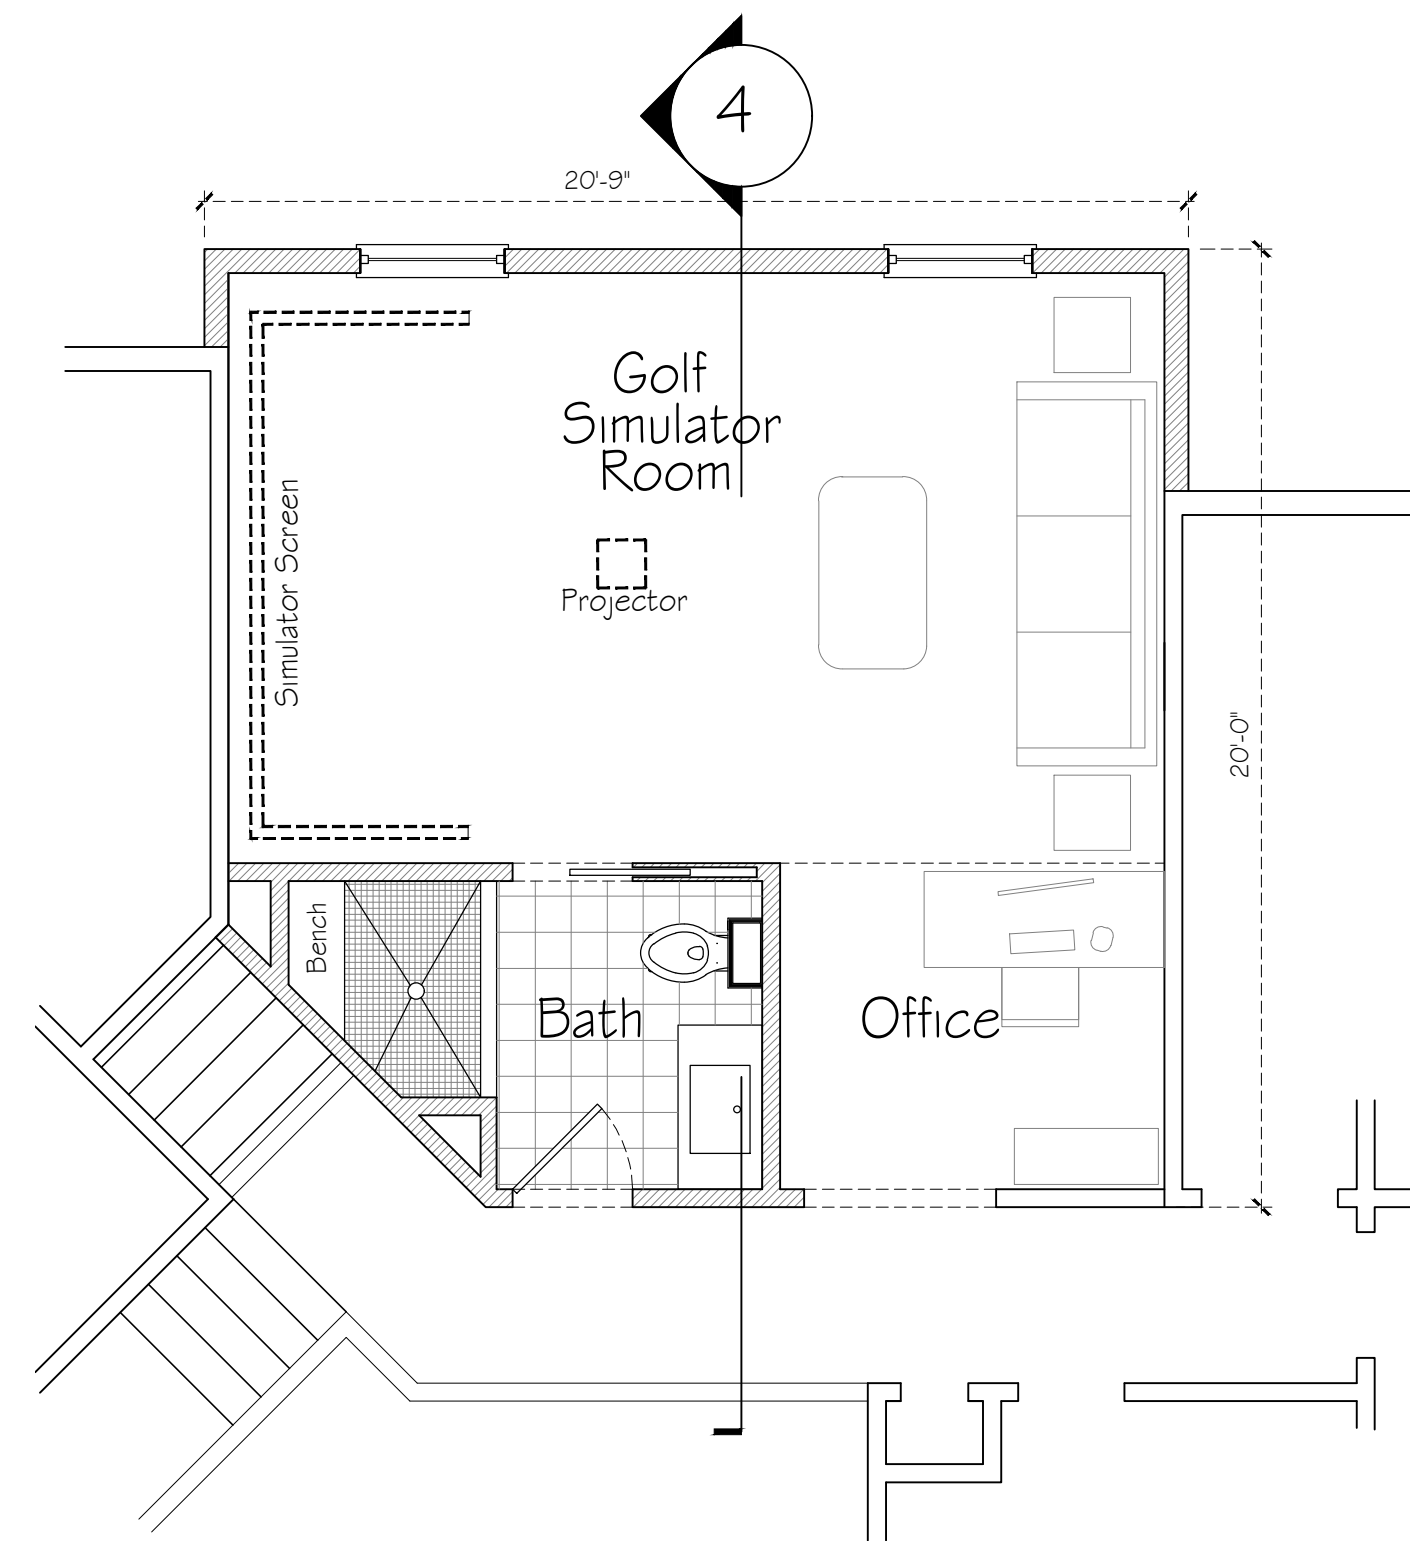 4
20'-9"
Golf
Simulator
Room
Simulator Screen
Projector
20'-0"
Bench
Bath
Office